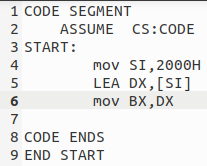 1 CODE SEGMENT
2 ASSUME CS:CODE
3 START:
4 mov SI,2000H
5 LEA DX,[SI]
6 mov BX,DX
7
8 CODE ENDS
9 END START